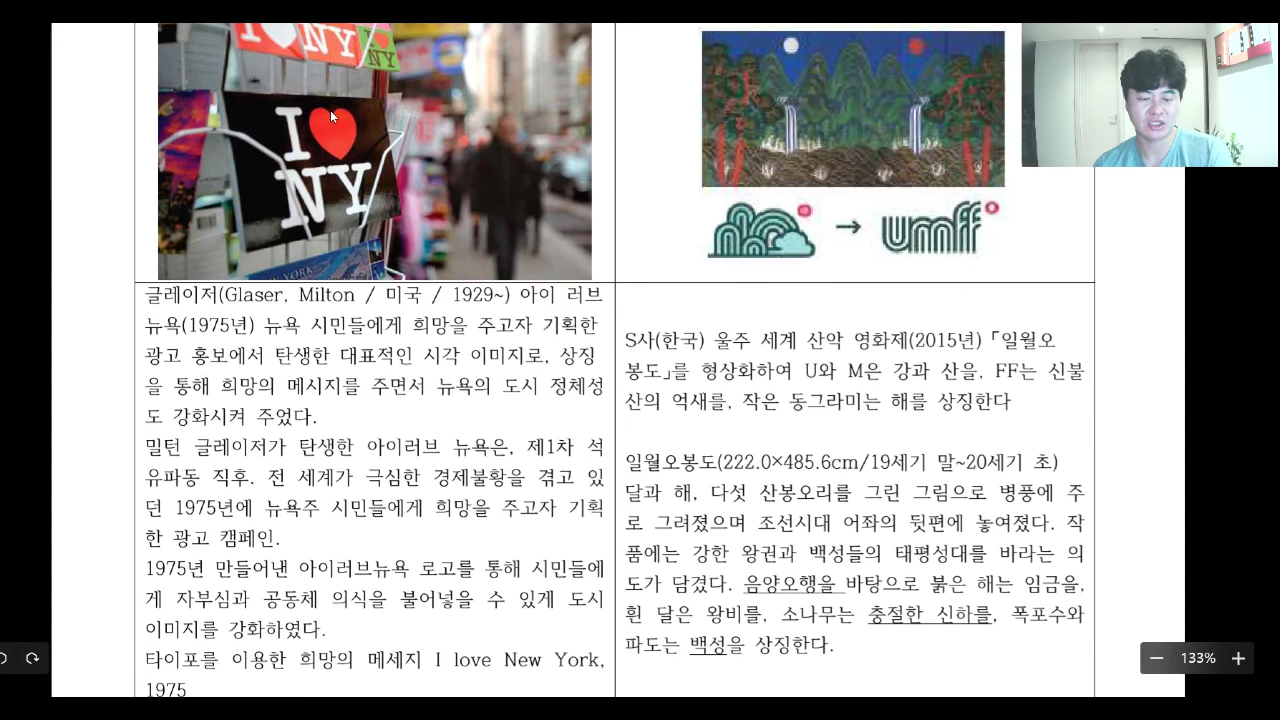 I NY
I NY
NEW YORK
umff
글레이저(Glaser, Milton / 미국 / 1929~) 아이 러브
뉴욕(1975년) 뉴욕 시민들에게 희망을 주고자 기획한
광고 홍보에서 탄생한 대표적인 시각 이미지로, 상징
을 통해 희망의 메시지를 주면서 뉴욕의 도시 정체성
도 강화시켜 주었다.
밀턴 글레이저가 탄생한 아이러브 뉴욕은, 제1차 석
유파동 직후. 전 세계가 극심한 경제불황을 겪고 있
던 1975년에 뉴욕주 시민들에게 희망을 주고자 기획
한 광고 캠페인.
1975년 만들어낸 아이러브뉴욕 로고를 통해 시민들에
게 자부심과 공동체 의식을 불어넣을 수 있게 도시
이미지를 강화하였다.
타이포를 이용한 희망의 메세지 I love New York,
1975
S사(한국) 울주 세계 산악 영화제(2015년)「일월오
봉도」를 형상화하여 U와 M은 강과 산을, FF는 신불
산의 억새를, 작은 동그라미는 해를 상징한다
일월오봉도(222.0×485.6cm/19세기 말~20세기 초)
달과 해, 다섯 산봉오리를 그린 그림으로 병풍에 주
로 그려졌으며 조선시대 어좌의 뒷편에 놓여졌다. 작
품에는 강한 왕권과 백성들의 태평성대를 바라는 의
도가 담겼다. 음양오행을 바탕으로 붉은 해는 임금을,
흰 달은 왕비를, 소나무는 충절한 신하를, 폭포수와
파도는 백성을 상징한다.
133%